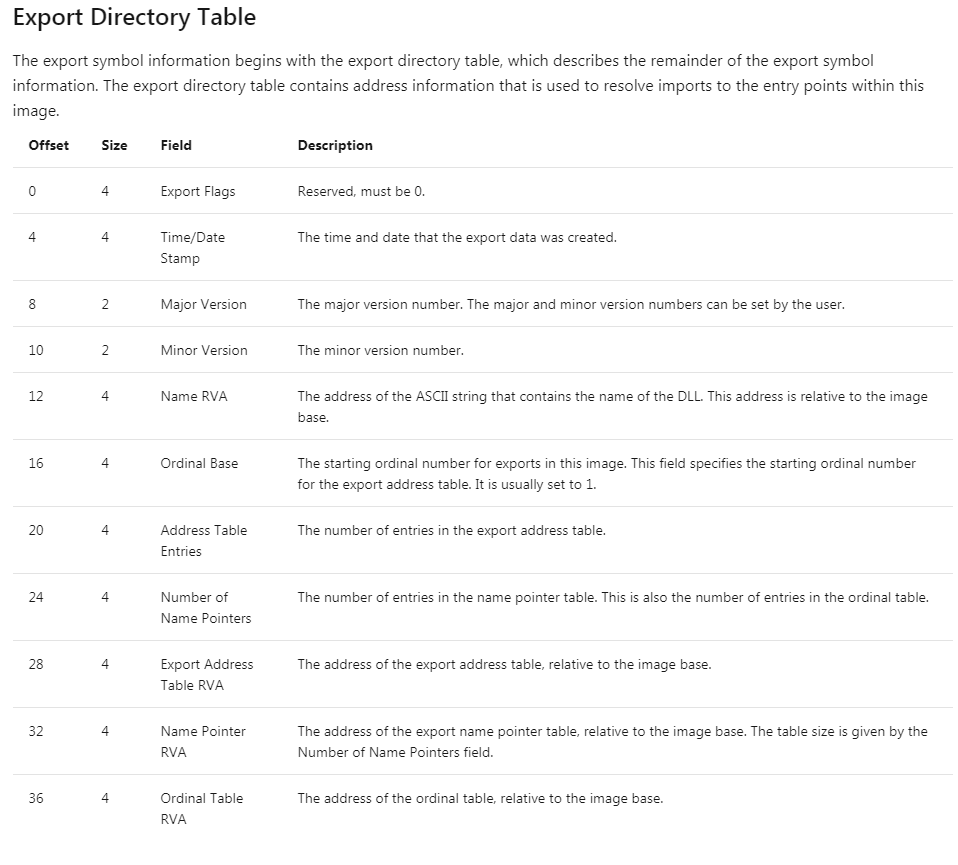 Export Directory Table
The export symbol information begins with the export directory table, which describes the remainder of the export symbol
information. The export directory table contains address information that is used to resolve imports to the entry points within this
image.
Offset Size Field Description
0 4 Export Flags Reserved, must be 0.
4 4 Time/Date The time and date that the export data was created.
Stamp
8 2 Major Version The major version number. The major and minor version numbers can be set by the user.
10 2 Minor Version The minor version number.
12 4 Name RVA The address of the ASCII string that contains the name of the DLL. This address is relative to the image
base.
16 4 Ordinal Base The starting ordinal number for exports in this image. This field specifies the starting ordinal number
for the export address table. It is usually set to 1.
20 4 Address Table The number of entries in the export address table.
Entries
24 4 Number of The number of entries in the name pointer table. This is also the number of entries in the ordinal table.
Name Pointers
28 4 Export Address The address of the export address table, relative to the image base.
Table RVA
32 4 Name Pointer The address of the export name pointer table, relative to the image base. The table size is given by the
RVA Number of Name Pointers field.
36 4 Ordinal Table The address of the ordinal table, relative to the image base.
RVA